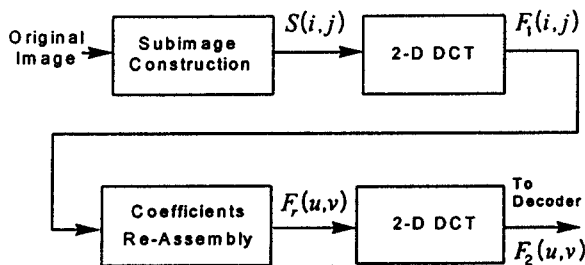 Original
Image
Subimage
Construction
S(i,j)
2-D DCT
F₁(i,j)
Coefficients
Re-Assembly
Fᵣ(u,v)
2-D DCT
To
Decoder
F₂(u,v)